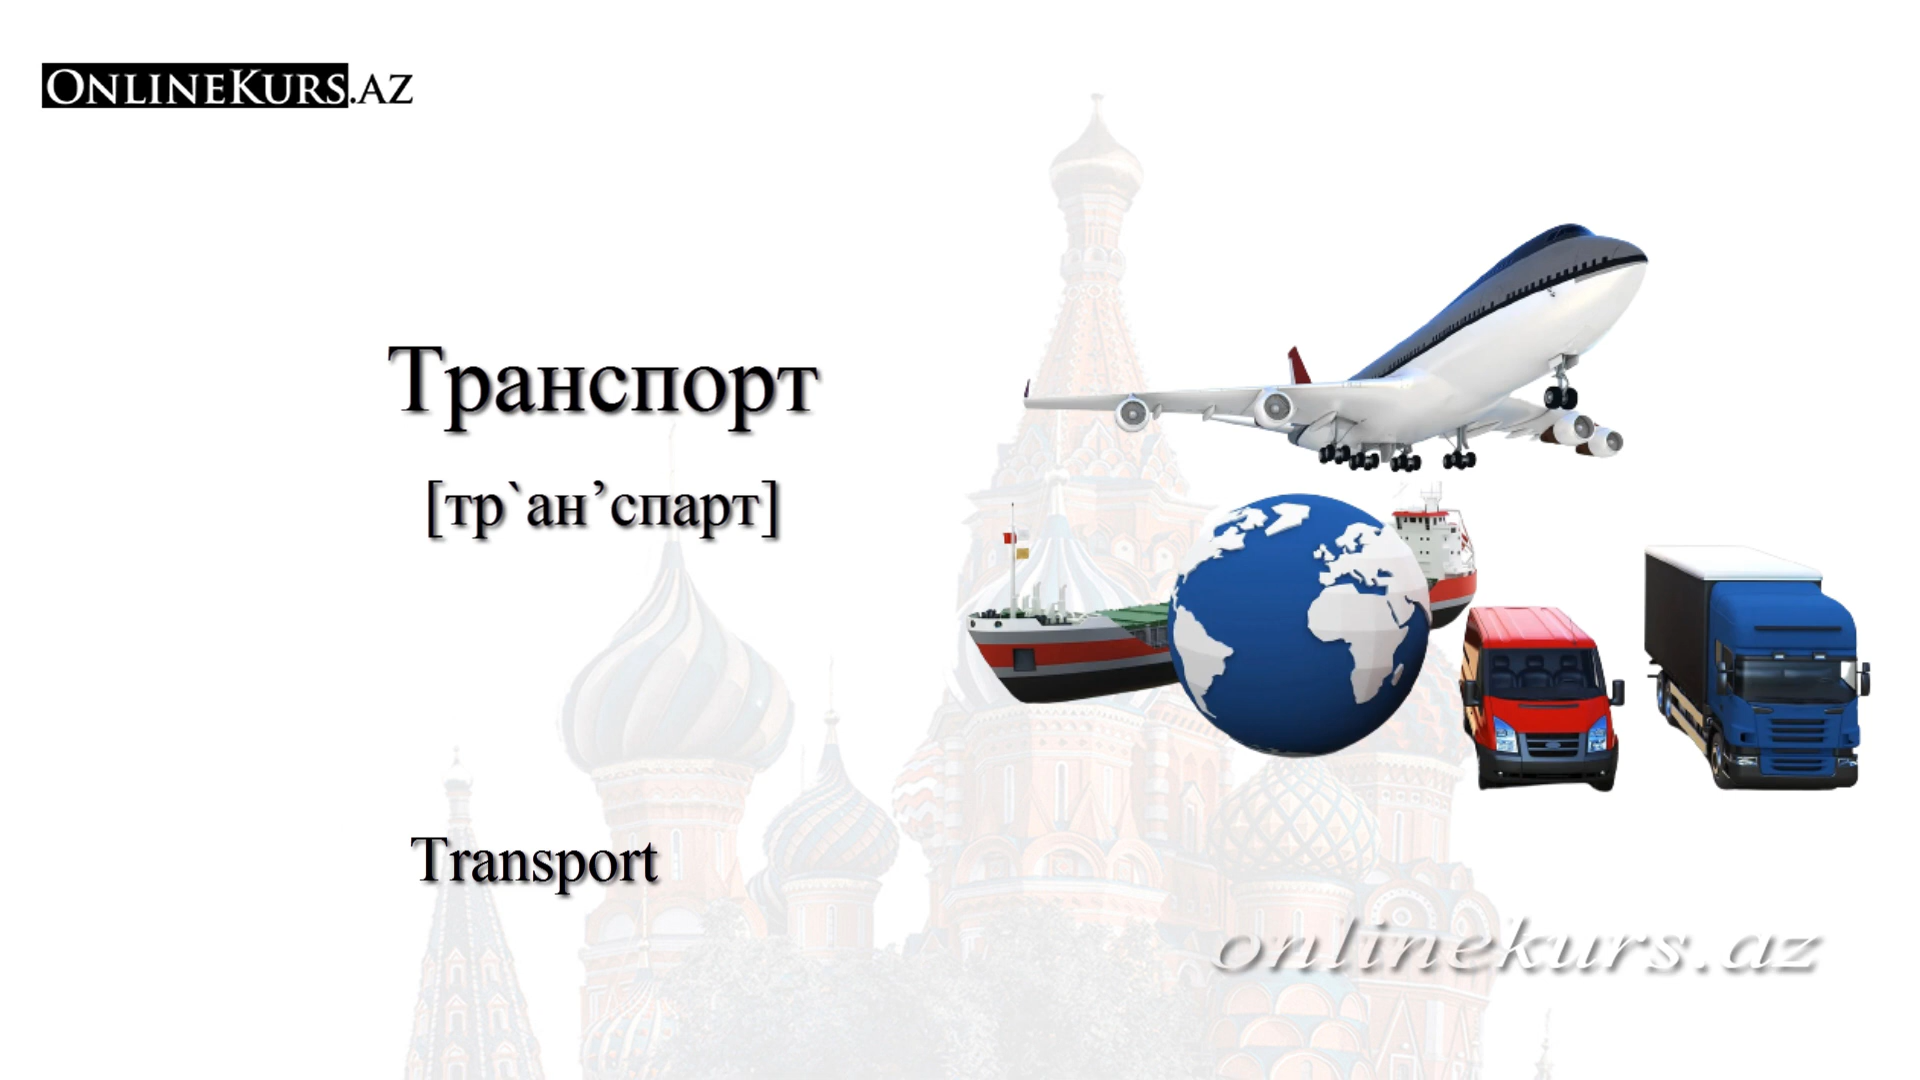 ONLINEKURS.AZ
Транспорт
[тр`ан’спарт]
Transport
onlinekurs.az